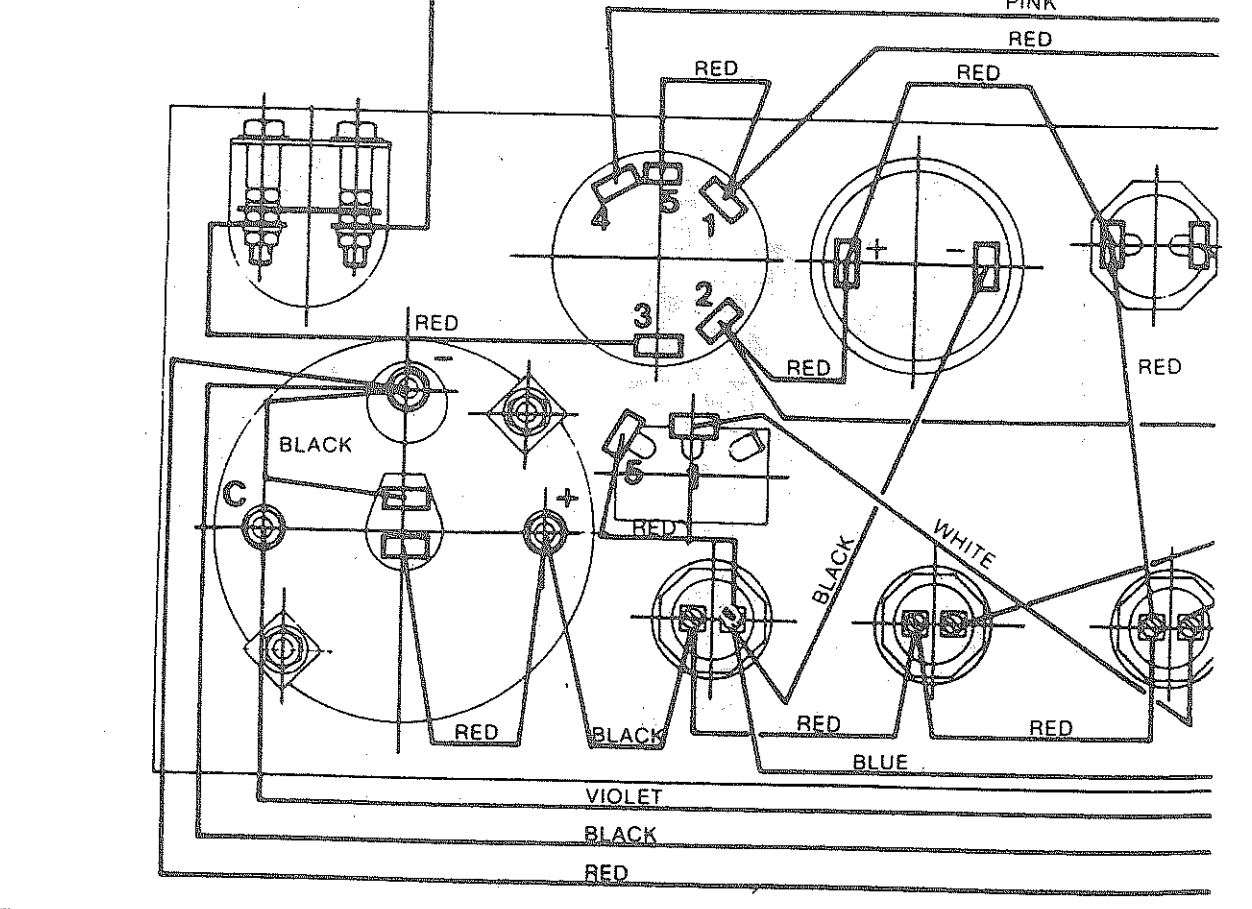 PINK
RED
RED
RED
4
5
1
+
-
2
3
RED
RED
RED
-
BLACK
5
C
+
RED
WHITE
BLACK
RED
BLACK
RED
RED
BLUE
VIOLET
BLACK
RED